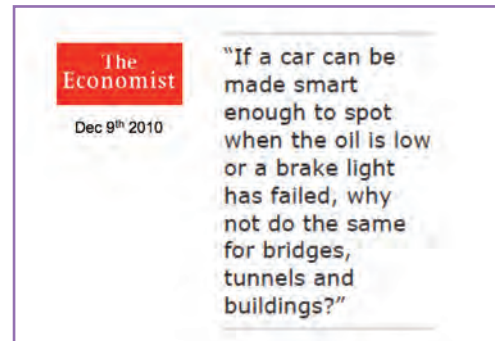 The
Economist
Dec 9th 2010
“If a car can be
made smart
enough to spot
when the oil is low
or a brake light
has failed, why
not do the same
for bridges,
tunnels and
buildings?”